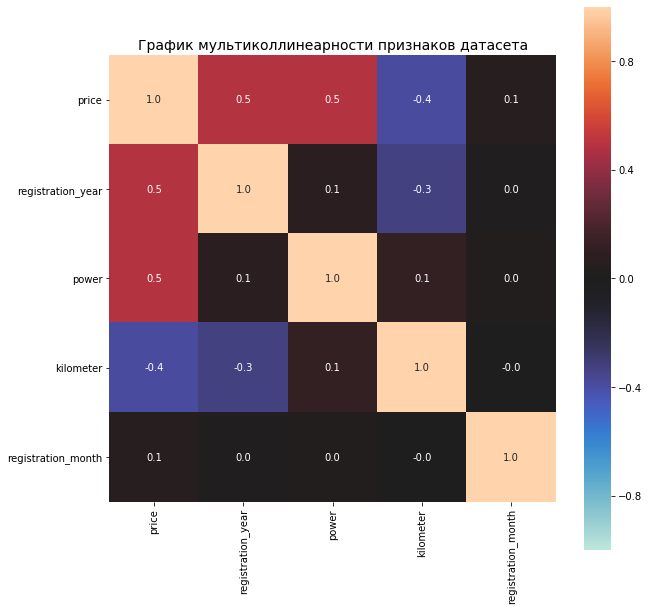 График мультиколлинеарности признаков датасета
price 1.0 0.5 0.5 -0.4 0.1
registration_year 0.5 1.0 0.1 -0.3 0.0
power 0.5 0.1 1.0 0.1 0.0
kilometer -0.4 -0.3 0.1 1.0 -0.0
registration_month 0.1 0.0 0.0 -0.0 1.0
price
registration_year
power
kilometer
registration_month
0.8
0.4
0.0
−0.4
−0.8